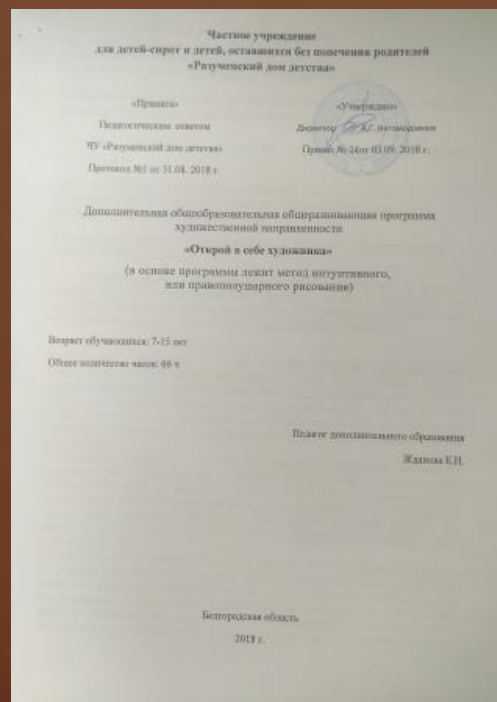 Частное учреждение
для детей-сирот и детей, оставшихся без попечения родителей
«Разуменский дом детства»
«Принята»
Педагогическим советом
ЧУ «Разуменский дом детства»
Протокол №1 от 31.08. 2018 г.
«Утверждаю»
Директор
Приказ № 24от 03.09. 2018 г.
Дополнительная общеобразовательная общеразвивающая программа
художественной направленности
«Открой в себе художника»
(в основе программы лежит метод интуитивного,
или правополушарного рисования)
Возраст обучающихся: 7-15 лет
Общее количество часов: 66 ч
Педагог дополнительного образования
Жданова Е.Н.
Белгородская область
2018 г.